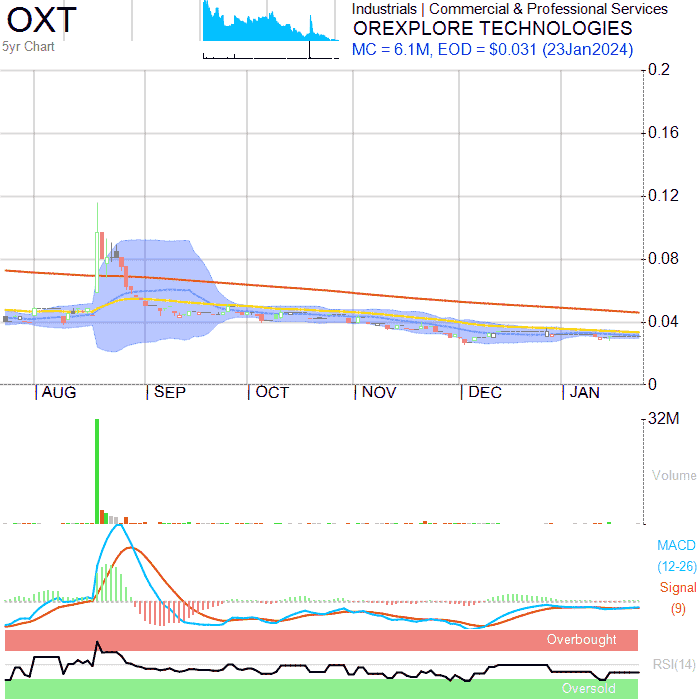 OXT
5yr Chart
Industrials | Commercial & Professional Services
OREXPLORE TECHNOLOGIES
MC = 6.1M, EOD = $0.031 (23Jan2024)
0.2
0.16
0.12
0.08
0.04
0
AUG SEP OCT NOV DEC JAN
32M
Volume
MACD
(12-26)
Signal
(9)
Overbought
RSI(14)
Oversold